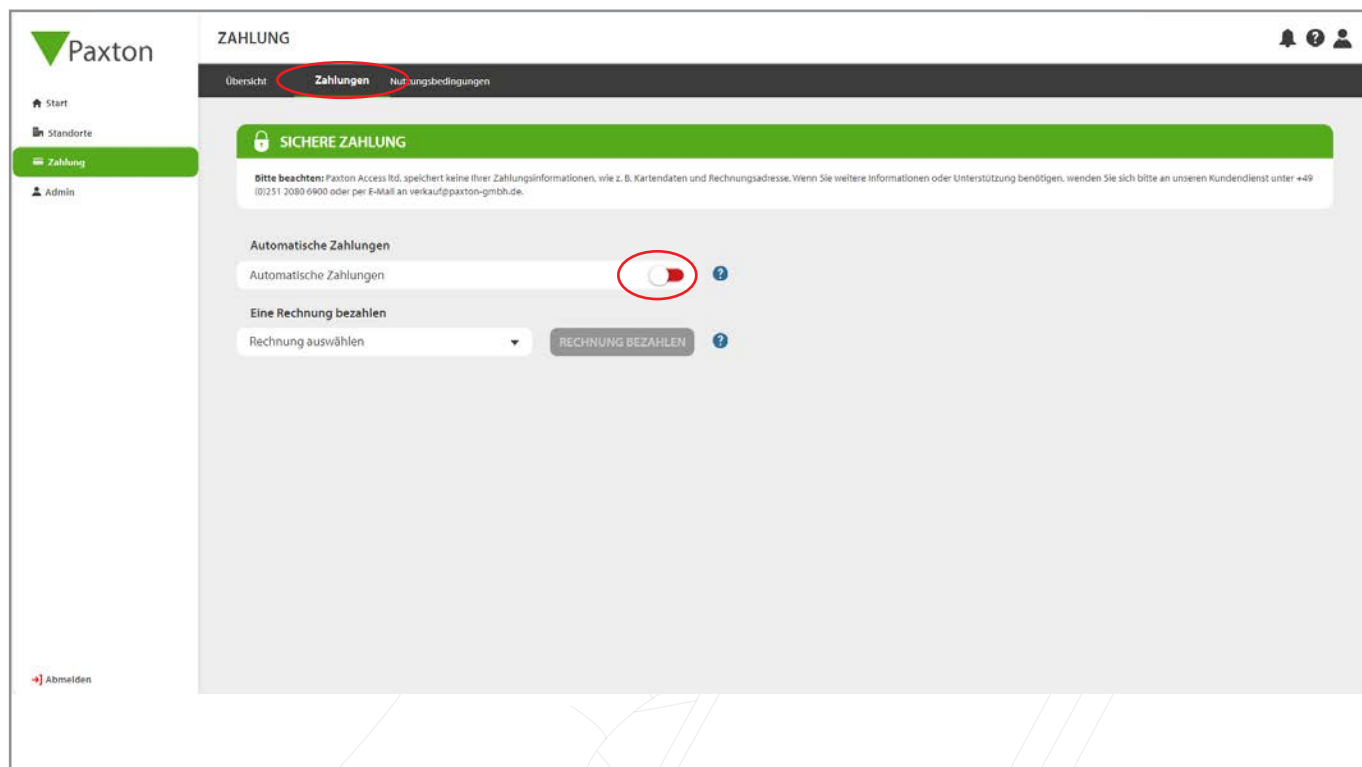 Paxton
ZAHLUNG
Übersicht Zahlungen Nutzungsbedingungen
Start
Standorte
Zahlung
Admin
SICHERE ZAHLUNG
Bitte beachten: Paxton Access ltd. speichert keine Ihrer Zahlungsinformationen, wie z. B. Kartendaten und Rechnungsadresse. Wenn Sie weitere Informationen oder Unterstützung benötigen, wenden Sie sich bitte an unseren Kundendienst unter +49
(0)251 2080 6900 oder per E-Mail an verkauf@paxton-gmbh.de.
Automatische Zahlungen
Automatische Zahlungen
Eine Rechnung bezahlen
Rechnung auswählen RECHNUNG BEZAHLEN
Abmelden